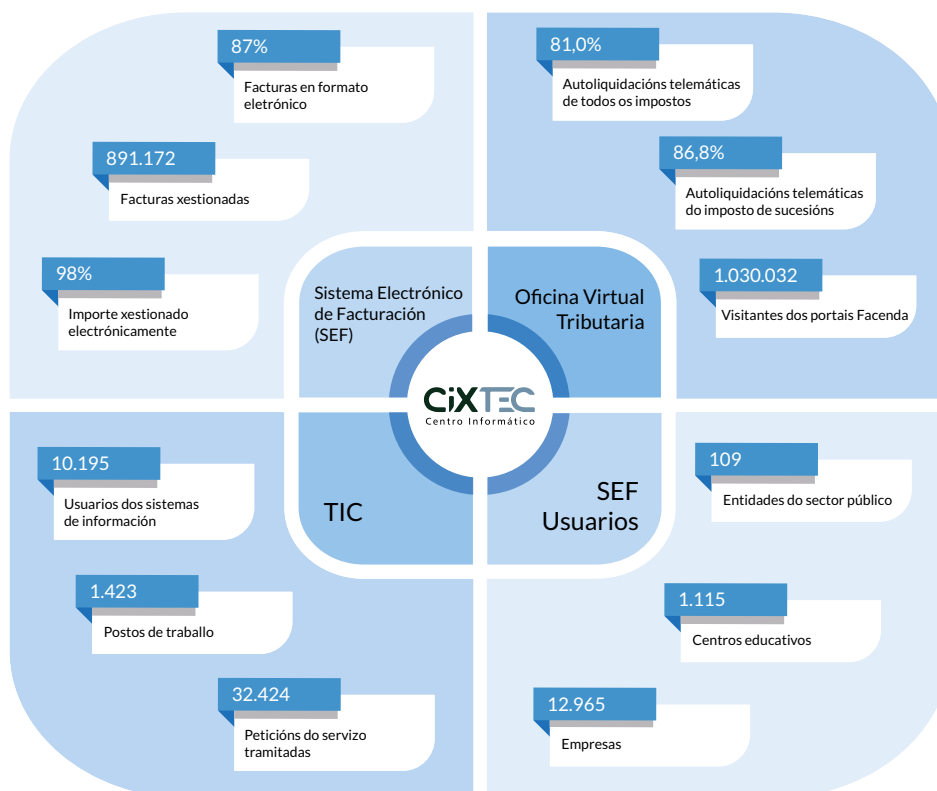 87%
Facturas en formato
eletrónico
891.172
Facturas xestionadas
98%
Importe xestionado
electrónicamente
Sistema Electrónico
de Facturación
(SEF)
81,0%
Autoliquidacións telemáticas
de todos os impostos
86,8%
Autoliquidacións telemáticas
do imposto de sucesións
1.030.032
Visitantes dos portais Facenda
Oficina Virtual
Tributaria
CiXTEC
Centro Informático
10.195
Usuarios dos sistemas
de información
1.423
Postos de traballo
32.424
Peticións do servizo
tramitadas
TIC
SEF
Usuarios
109
Entidades do sector público
1.115
Centros educativos
12.965
Empresas